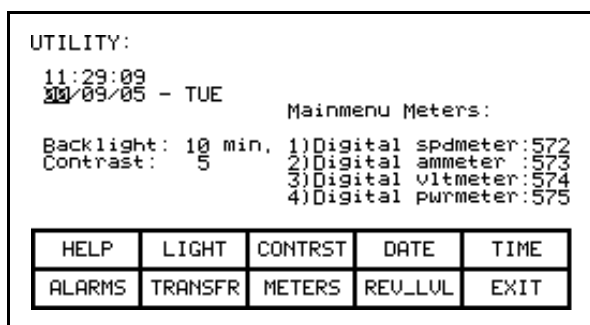 UTILITY:
11:29:09
00/09/05 - TUE
Mainmenu Meters:
Backlight: 10 min. 1)Digital spdmeter:572
Contrast: 5 2)Digital ammeter :573
3)Digital vltmeter:574
4)Digital pwrmeter:575
HELP LIGHT CONTRST DATE TIME
ALARMS TRANSFR METERS REV_LVL EXIT